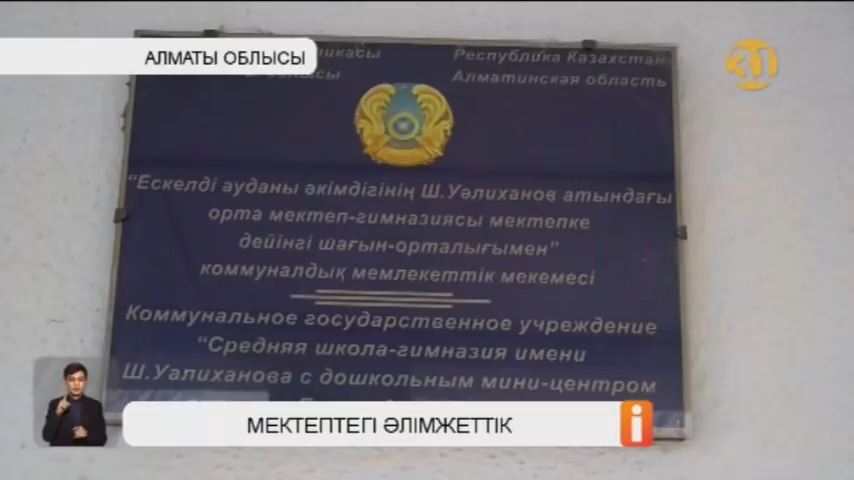 АЛМАТЫ ОБЛЫСЫ
Республика Казахстан
Алматинская область
31
"Ескелді ауданы әкімдігінің Ш.Уәлиханов атындағы
орта мектеп-гимназиясы мектепке
дейінгі шағын-орталығымен"
коммуналдық мемлекеттік мекемесі
Коммунальное государственное учреждение
"Средняя школа-гимназия имени
Ш.Уалиханова с дошкольным мини-центром
МЕКТЕПТЕГІ ӘЛІМЖЕТТІК
i